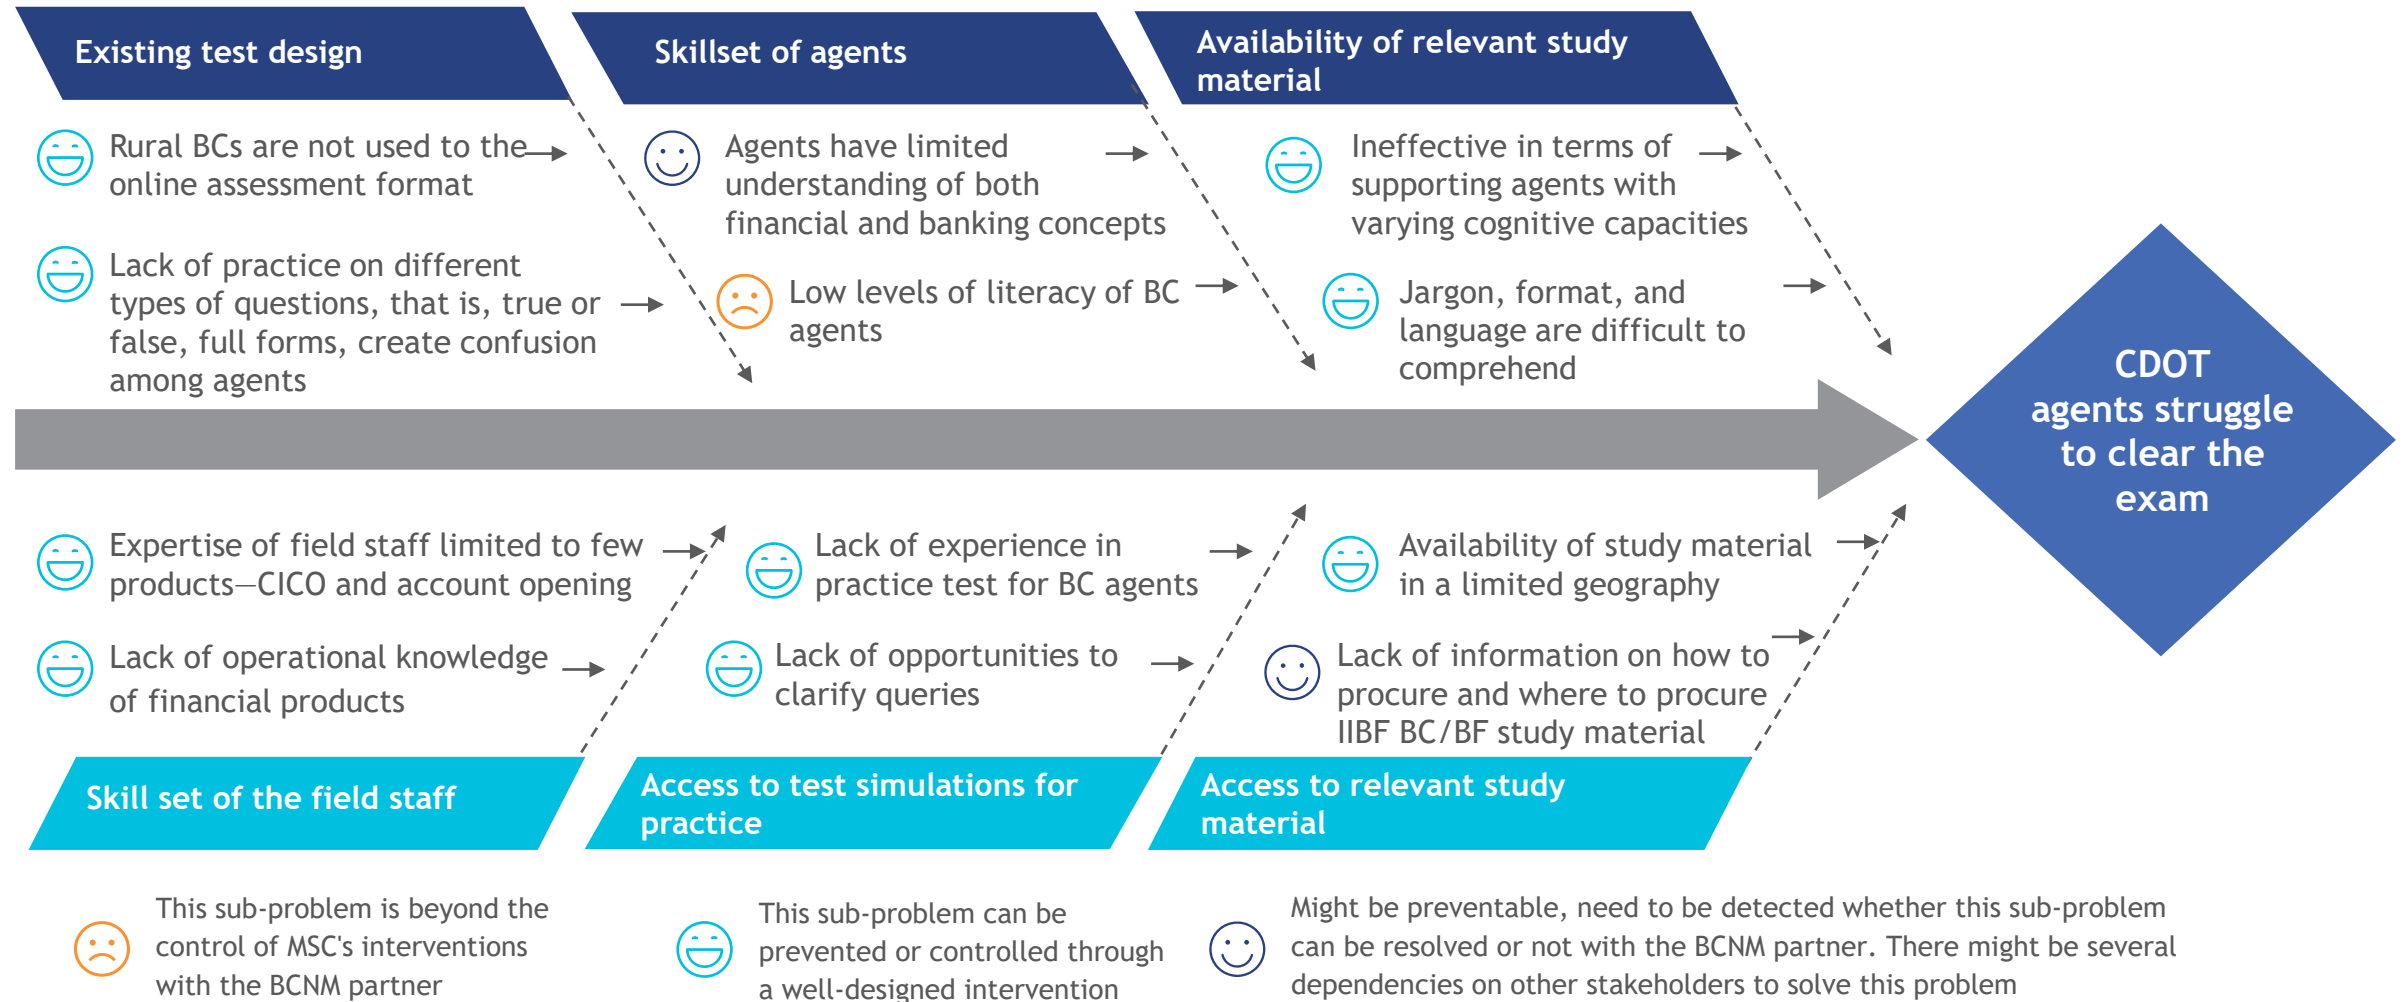 Existing test design
Skillset of agents
Availability of relevant study
material
Rural BCs are not used to the
online assessment format
Lack of practice on different
types of questions, that is, true or
false, full forms, create confusion
among agents
Agents have limited
understanding of both
financial and banking concepts
Low levels of literacy of BC
agents
Ineffective in terms of
supporting agents with
varying cognitive capacities
Jargon, format, and
language are difficult to
comprehend
CDOT
agents struggle
to clear the
exam
Expertise of field staff limited to few
products—CICO and account opening
Lack of operational knowledge
of financial products
Lack of experience in
practice test for BC agents
Lack of opportunities to
clarify queries
Availability of study material
in a limited geography
Lack of information on how to
procure and where to procure
IIBF BC/BF study material
Skill set of the field staff
Access to test simulations for
practice
Access to relevant study
material
This sub-problem is beyond the
control of MSC's interventions
with the BCNM partner
This sub-problem can be
prevented or controlled through
a well-designed intervention
Might be preventable, need to be detected whether this sub-problem
can be resolved or not with the BCNM partner. There might be several
dependencies on other stakeholders to solve this problem